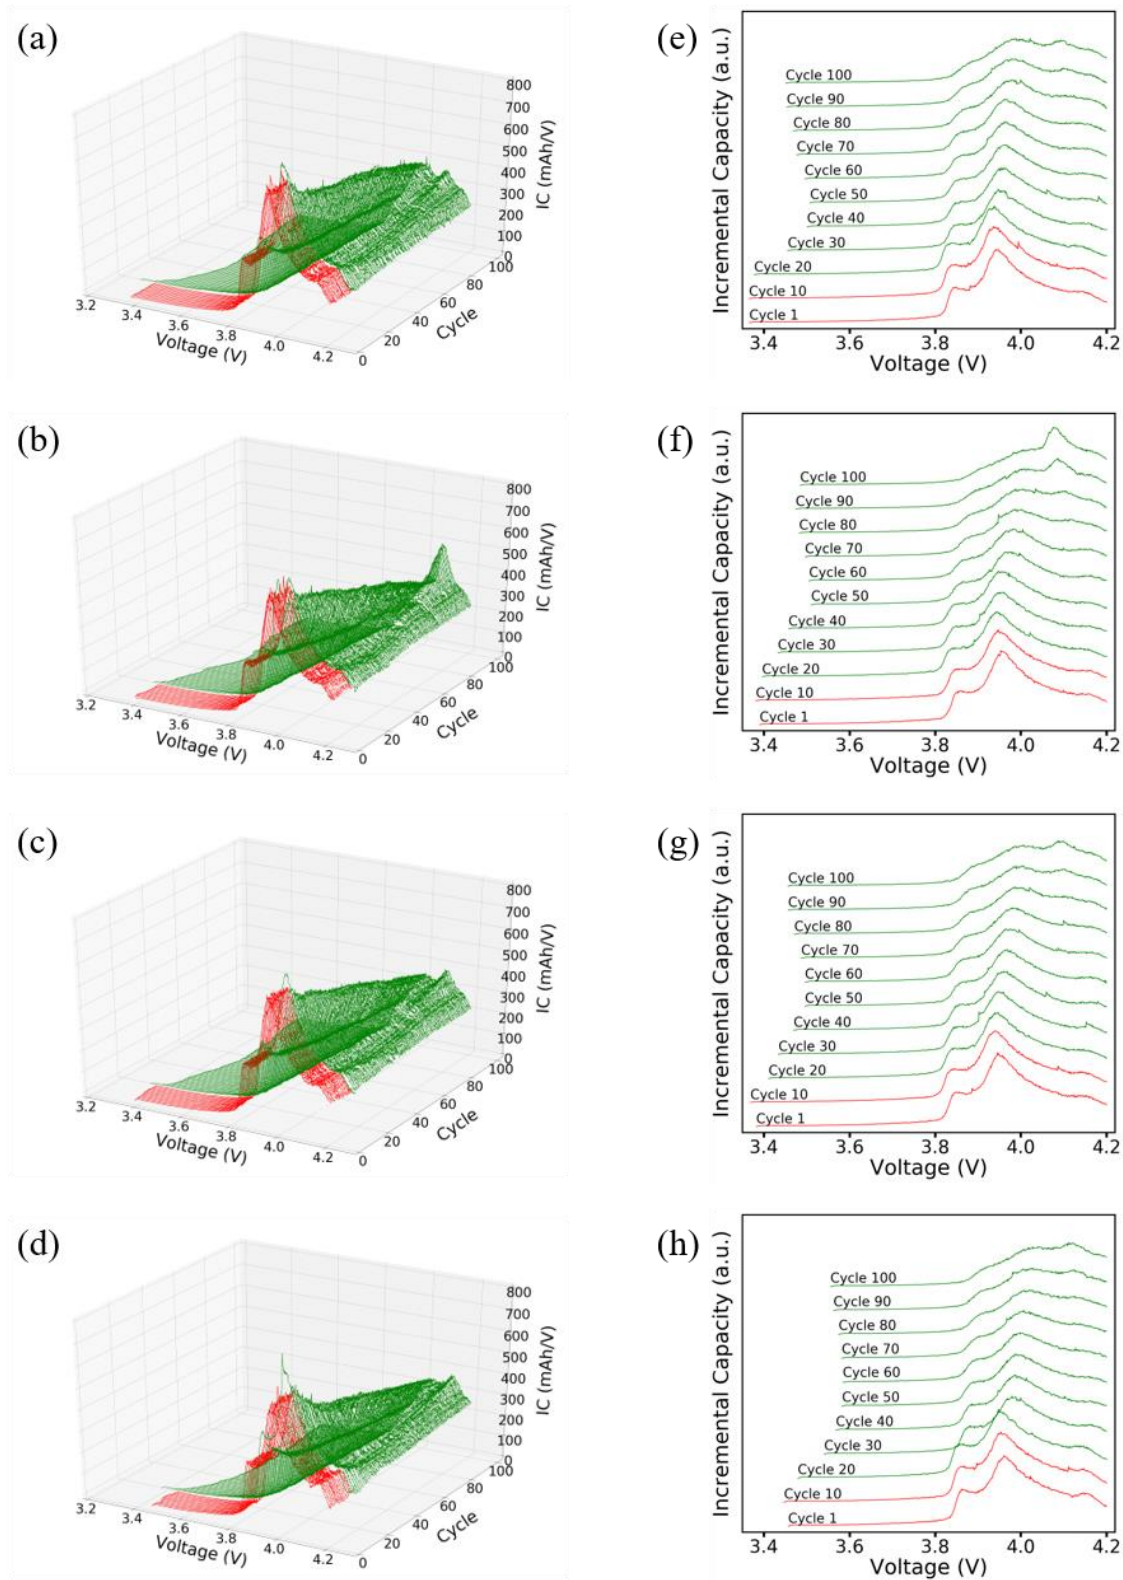 (a)
800
700
600
500
400
300
200
100
0
IC (mAh/V)
3.2
3.4
3.6
3.8
4.0
4.2
Voltage (V)
0
20
40
60
80
100
Cycle
(e)
Incremental Capacity (a.u.)
Cycle 100
Cycle 90
Cycle 80
Cycle 70
Cycle 60
Cycle 50
Cycle 40
Cycle 30
Cycle 20
Cycle 10
Cycle 1
3.4 3.6 3.8 4.0 4.2
Voltage (V)
(b)
800
700
600
500
400
300
200
100
0
IC (mAh/V)
3.2
3.4
3.6
3.8
4.0
4.2
Voltage (V)
0
20
40
60
80
100
Cycle
(f)
Incremental Capacity (a.u.)
Cycle 100
Cycle 90
Cycle 80
Cycle 70
Cycle 60
Cycle 50
Cycle 40
Cycle 30
Cycle 20
Cycle 10
Cycle 1
3.4 3.6 3.8 4.0 4.2
Voltage (V)
(c)
800
700
600
500
400
300
200
100
0
IC (mAh/V)
3.2
3.4
3.6
3.8
4.0
4.2
Voltage (V)
0
20
40
60
80
100
Cycle
(g)
Incremental Capacity (a.u.)
Cycle 100
Cycle 90
Cycle 80
Cycle 70
Cycle 60
Cycle 50
Cycle 40
Cycle 30
Cycle 20
Cycle 10
Cycle 1
3.4 3.6 3.8 4.0 4.2
Voltage (V)
(d)
800
700
600
500
400
300
200
100
0
IC (mAh/V)
3.2
3.4
3.6
3.8
4.0
4.2
Voltage (V)
0
20
40
60
80
100
Cycle
(h)
Incremental Capacity (a.u.)
Cycle 100
Cycle 90
Cycle 80
Cycle 70
Cycle 60
Cycle 50
Cycle 40
Cycle 30
Cycle 20
Cycle 10
Cycle 1
3.4 3.6 3.8 4.0 4.2
Voltage (V)